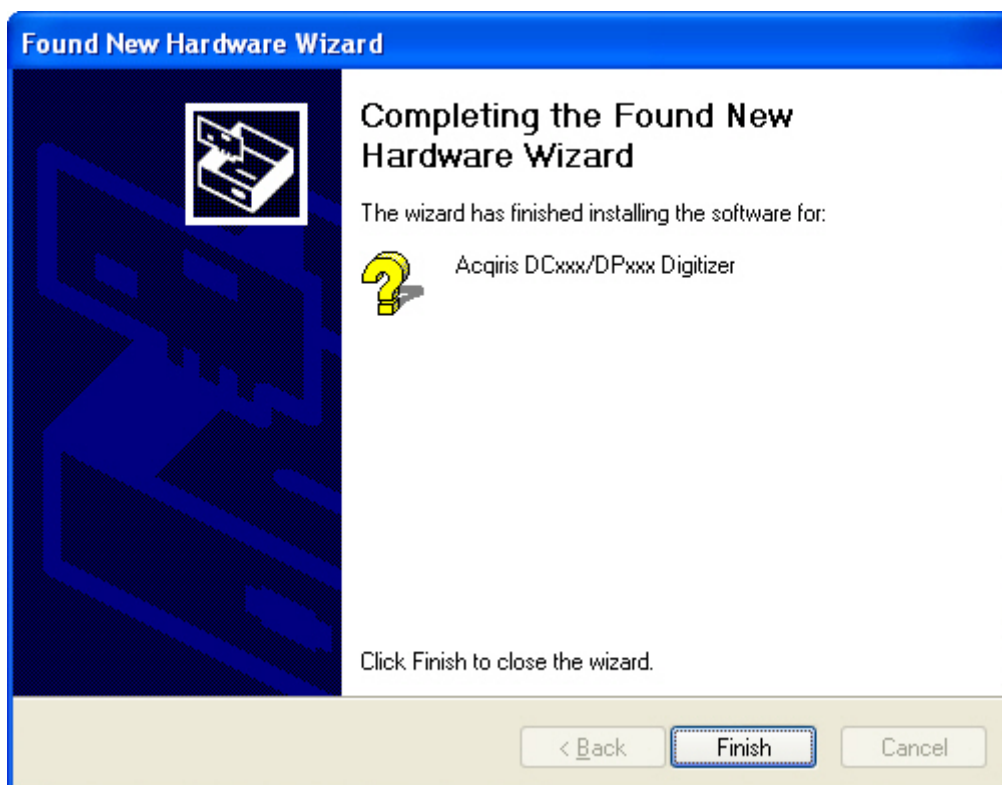 Found New Hardware Wizard
Completing the Found New
Hardware Wizard
The wizard has finished installing the software for:
Acqiris DCxxx/DPxxx Digitizer
Click Finish to close the wizard.
< Back
Finish
Cancel